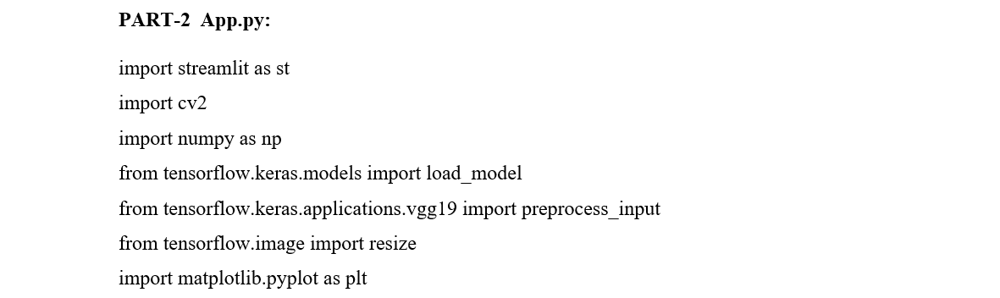 PART-2  App.py:
import streamlit as st
import cv2
import numpy as np
from tensorflow.keras.models import load_model
from tensorflow.keras.applications.vgg19 import preprocess_input
from tensorflow.image import resize
import matplotlib.pyplot as plt